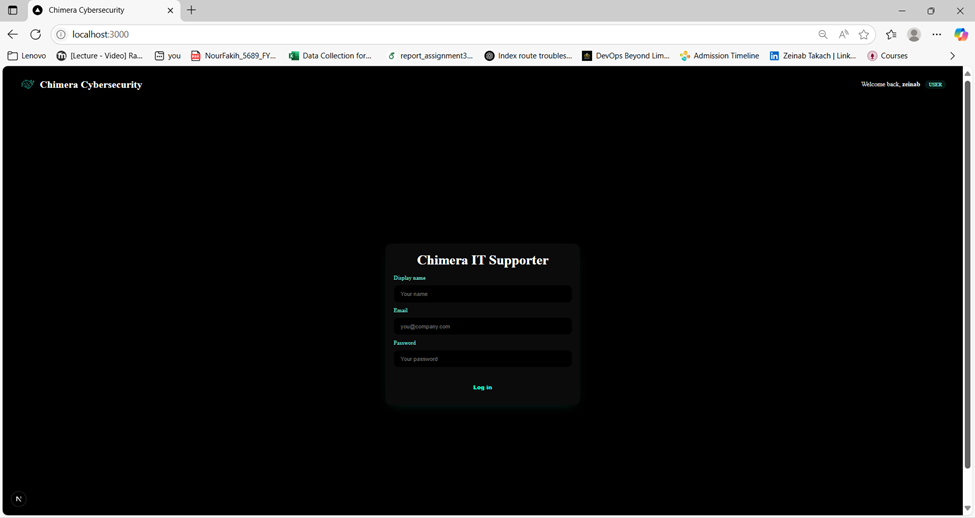 Chimera Cybersecurity
localhost:3000
Lenovo
[Lecture - Video] Ra...
you
NourFakih_5689_FY...
Data Collection for...
report_assignment3...
Index route troubles...
DevOps Beyond Lim...
Admission Timeline
Zeinab Takach | Link...
Courses
Chimera Cybersecurity
Welcome back, zeinab USER
Chimera IT Supporter
Display name
Your name
Email
you@company.com
Password
Your password
Log in
N